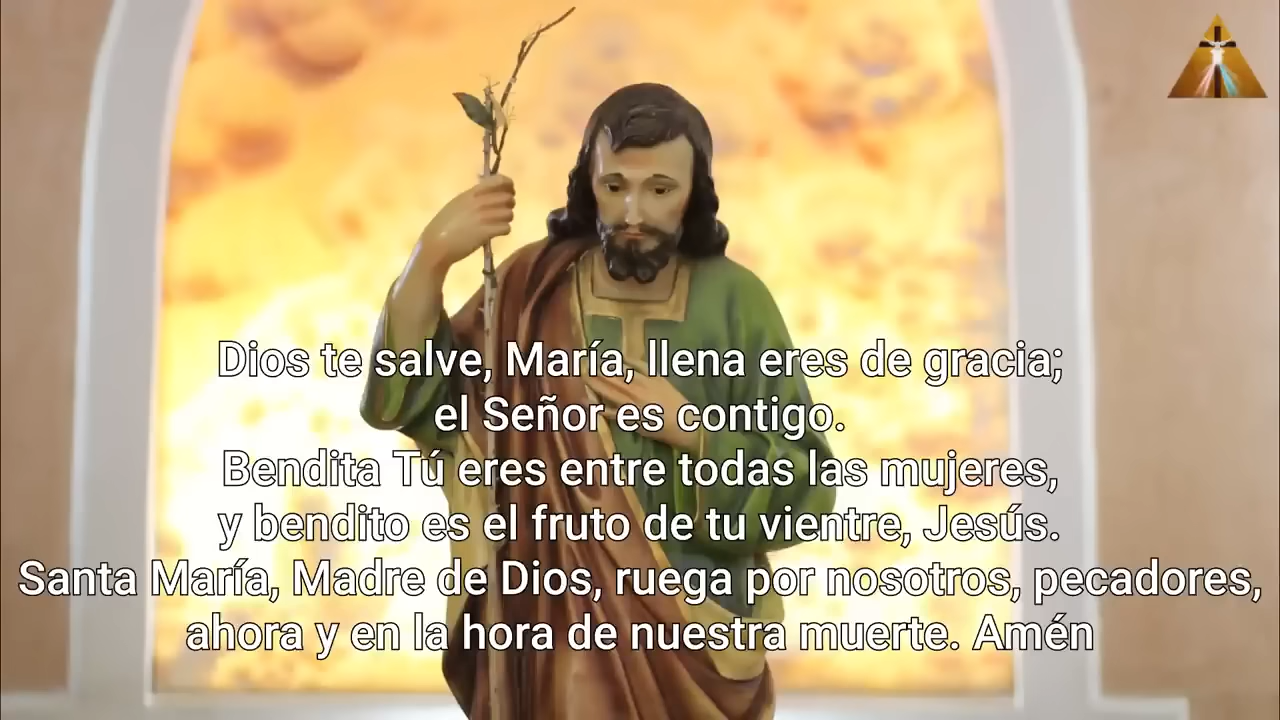 Dios te salve, María, llena eres de gracia;
el Señor es contigo.
Bendita Tú eres entre todas las mujeres,
y bendito es el fruto de tu vientre, Jesús.
Santa María, Madre de Dios, ruega por nosotros, pecadores,
ahora y en la hora de nuestra muerte. Amén